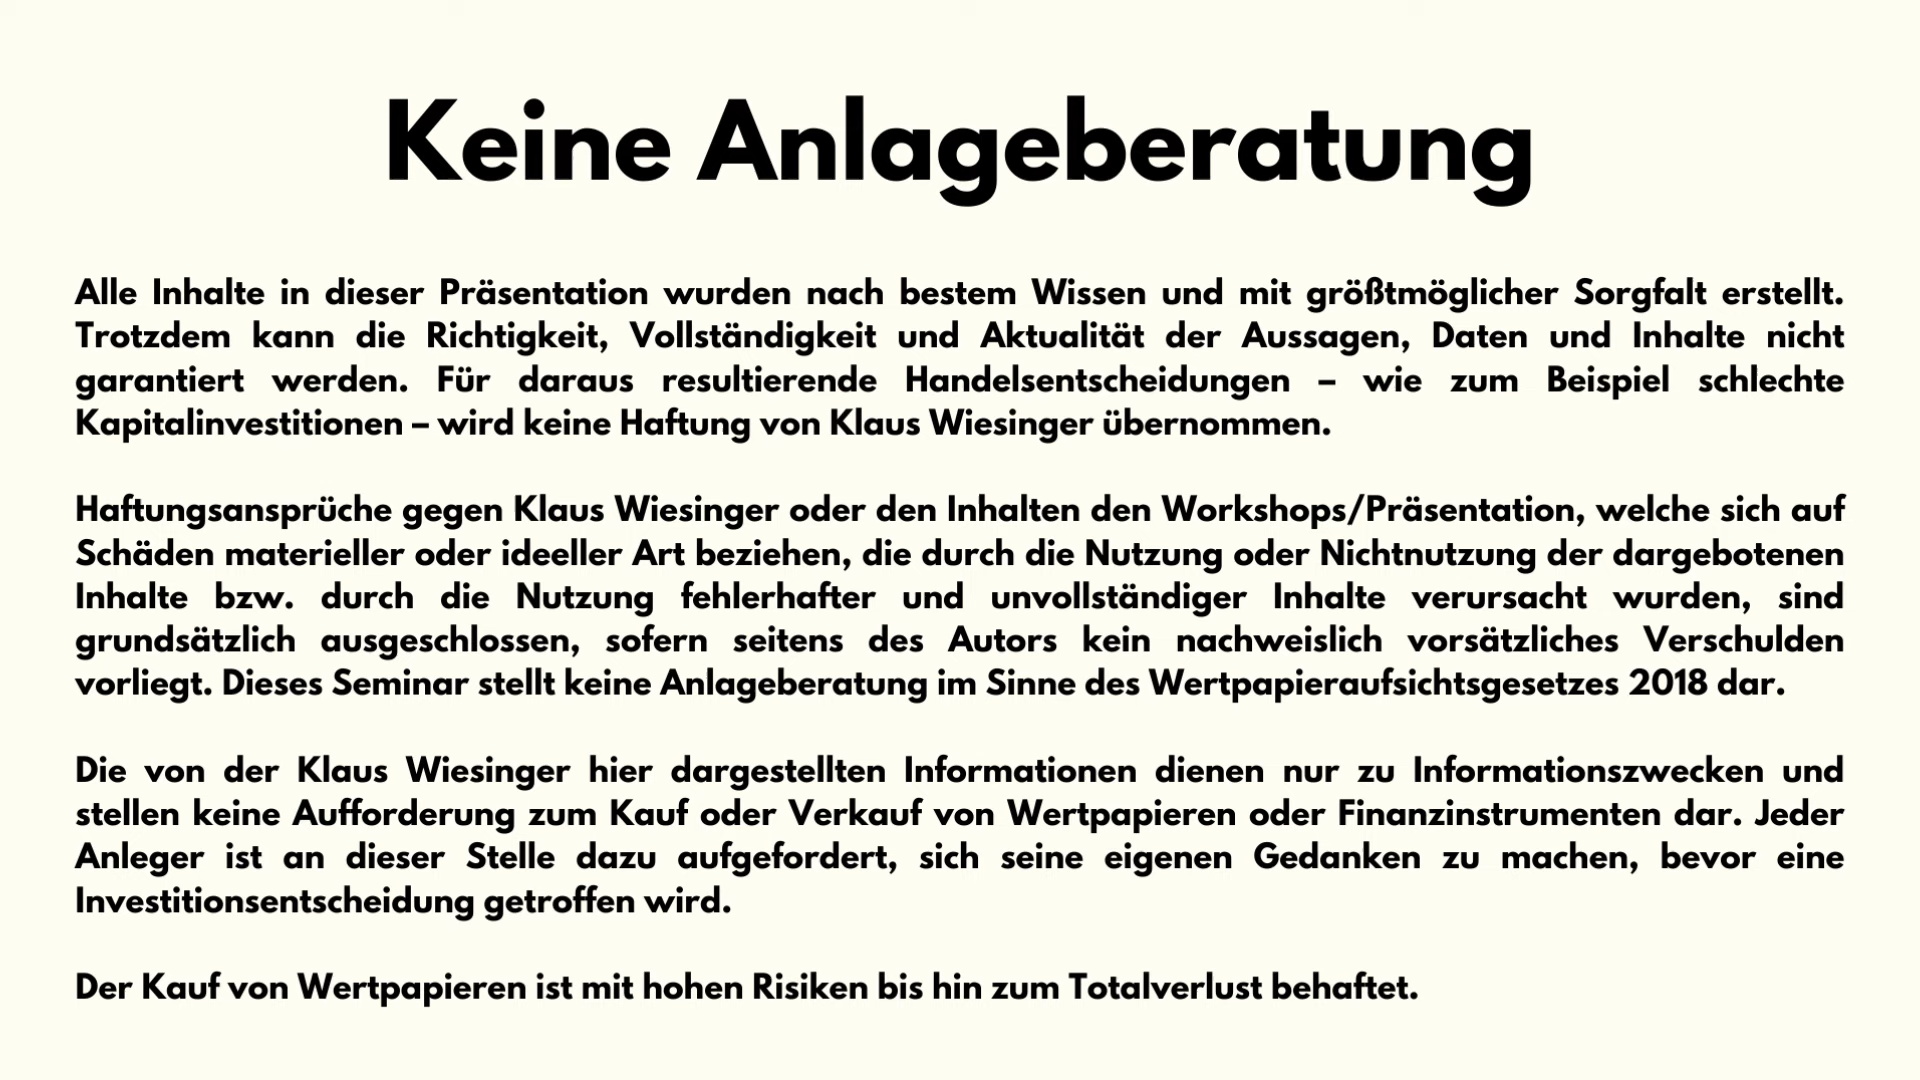 Keine Anlageberatung
Alle Inhalte in dieser Präsentation wurden nach bestem Wissen und mit größtmöglicher Sorgfalt erstellt.
Trotzdem kann die Richtigkeit, Vollständigkeit und Aktualität der Aussagen, Daten und Inhalte nicht
garantiert werden. Für daraus resultierende Handelsentscheidungen – wie zum Beispiel schlechte
Kapitalinvestitionen – wird keine Haftung von Klaus Wiesinger übernommen.
Haftungsansprüche gegen Klaus Wiesinger oder den Inhalten den Workshops/Präsentation, welche sich auf
Schäden materieller oder ideeller Art beziehen, die durch die Nutzung oder Nichtnutzung der dargebotenen
Inhalte bzw. durch die Nutzung fehlerhafter und unvollständiger Inhalte verursacht wurden, sind
grundsätzlich ausgeschlossen, sofern seitens des Autors kein nachweislich vorsätzliches Verschulden
vorliegt. Dieses Seminar stellt keine Anlageberatung im Sinne des Wertpapieraufsichtsgesetzes 2018 dar.
Die von der Klaus Wiesinger hier dargestellten Informationen dienen nur zu Informationszwecken und
stellen keine Aufforderung zum Kauf oder Verkauf von Wertpapieren oder Finanzinstrumenten dar. Jeder
Anleger ist an dieser Stelle dazu aufgefordert, sich seine eigenen Gedanken zu machen, bevor eine
Investitionsentscheidung getroffen wird.
Der Kauf von Wertpapieren ist mit hohen Risiken bis hin zum Totalverlust behaftet.